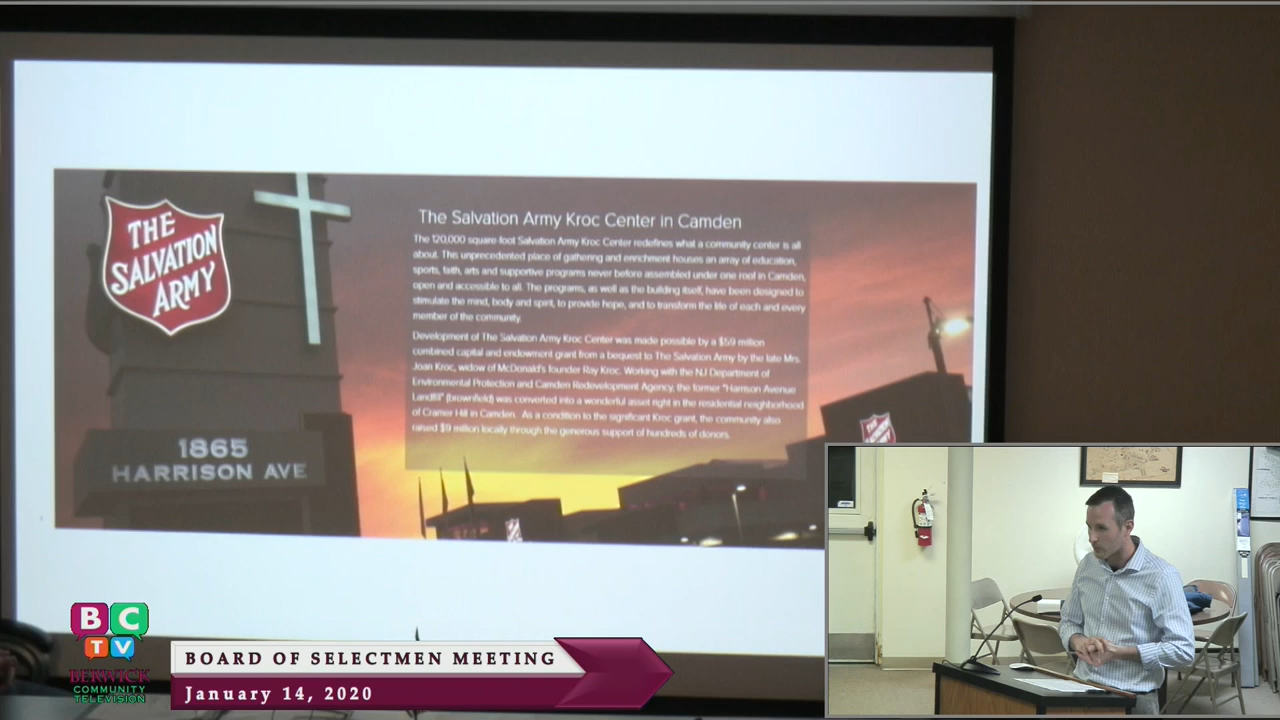 THE
SALVATION
ARMY
The Salvation Army Kroc Center in Camden
The 120,000 square-foot Salvation Army Kroc Center redefines what a community center is all
about. This unprecedented place of gathering and enrichment houses an array of education,
sports, faith, arts and supportive programs never before assembled under one roof in Camden,
open and accessible to all. The programs, as well as the building itself, have been designed to
stimulate the mind, body and spirit, to provide hope, and to transform the life of each and every
member of the community.
Development of The Salvation Army Kroc Center was made possible by a $59 million
combined capital and endowment grant from a bequest to The Salvation Army by the late Mrs.
Joan Kroc, widow of McDonald's founder Ray Kroc. Working with the NJ Department of
Environmental Protection and Camden Redevelopment Agency, the former "Harrison Avenue
Landfill" (brownfield) was converted into a wonderful asset right in the residential neighborhood
of Cramer Hill in Camden. As a condition to the significant Kroc grant, the community also
raised $9 million locally through the generous support of hundreds of donors.
1865
HARRISON AVE
BC
TV
BERWICK
COMMUNITY
TELEVISION
BOARD OF SELECTMEN MEETING
January 14, 2020